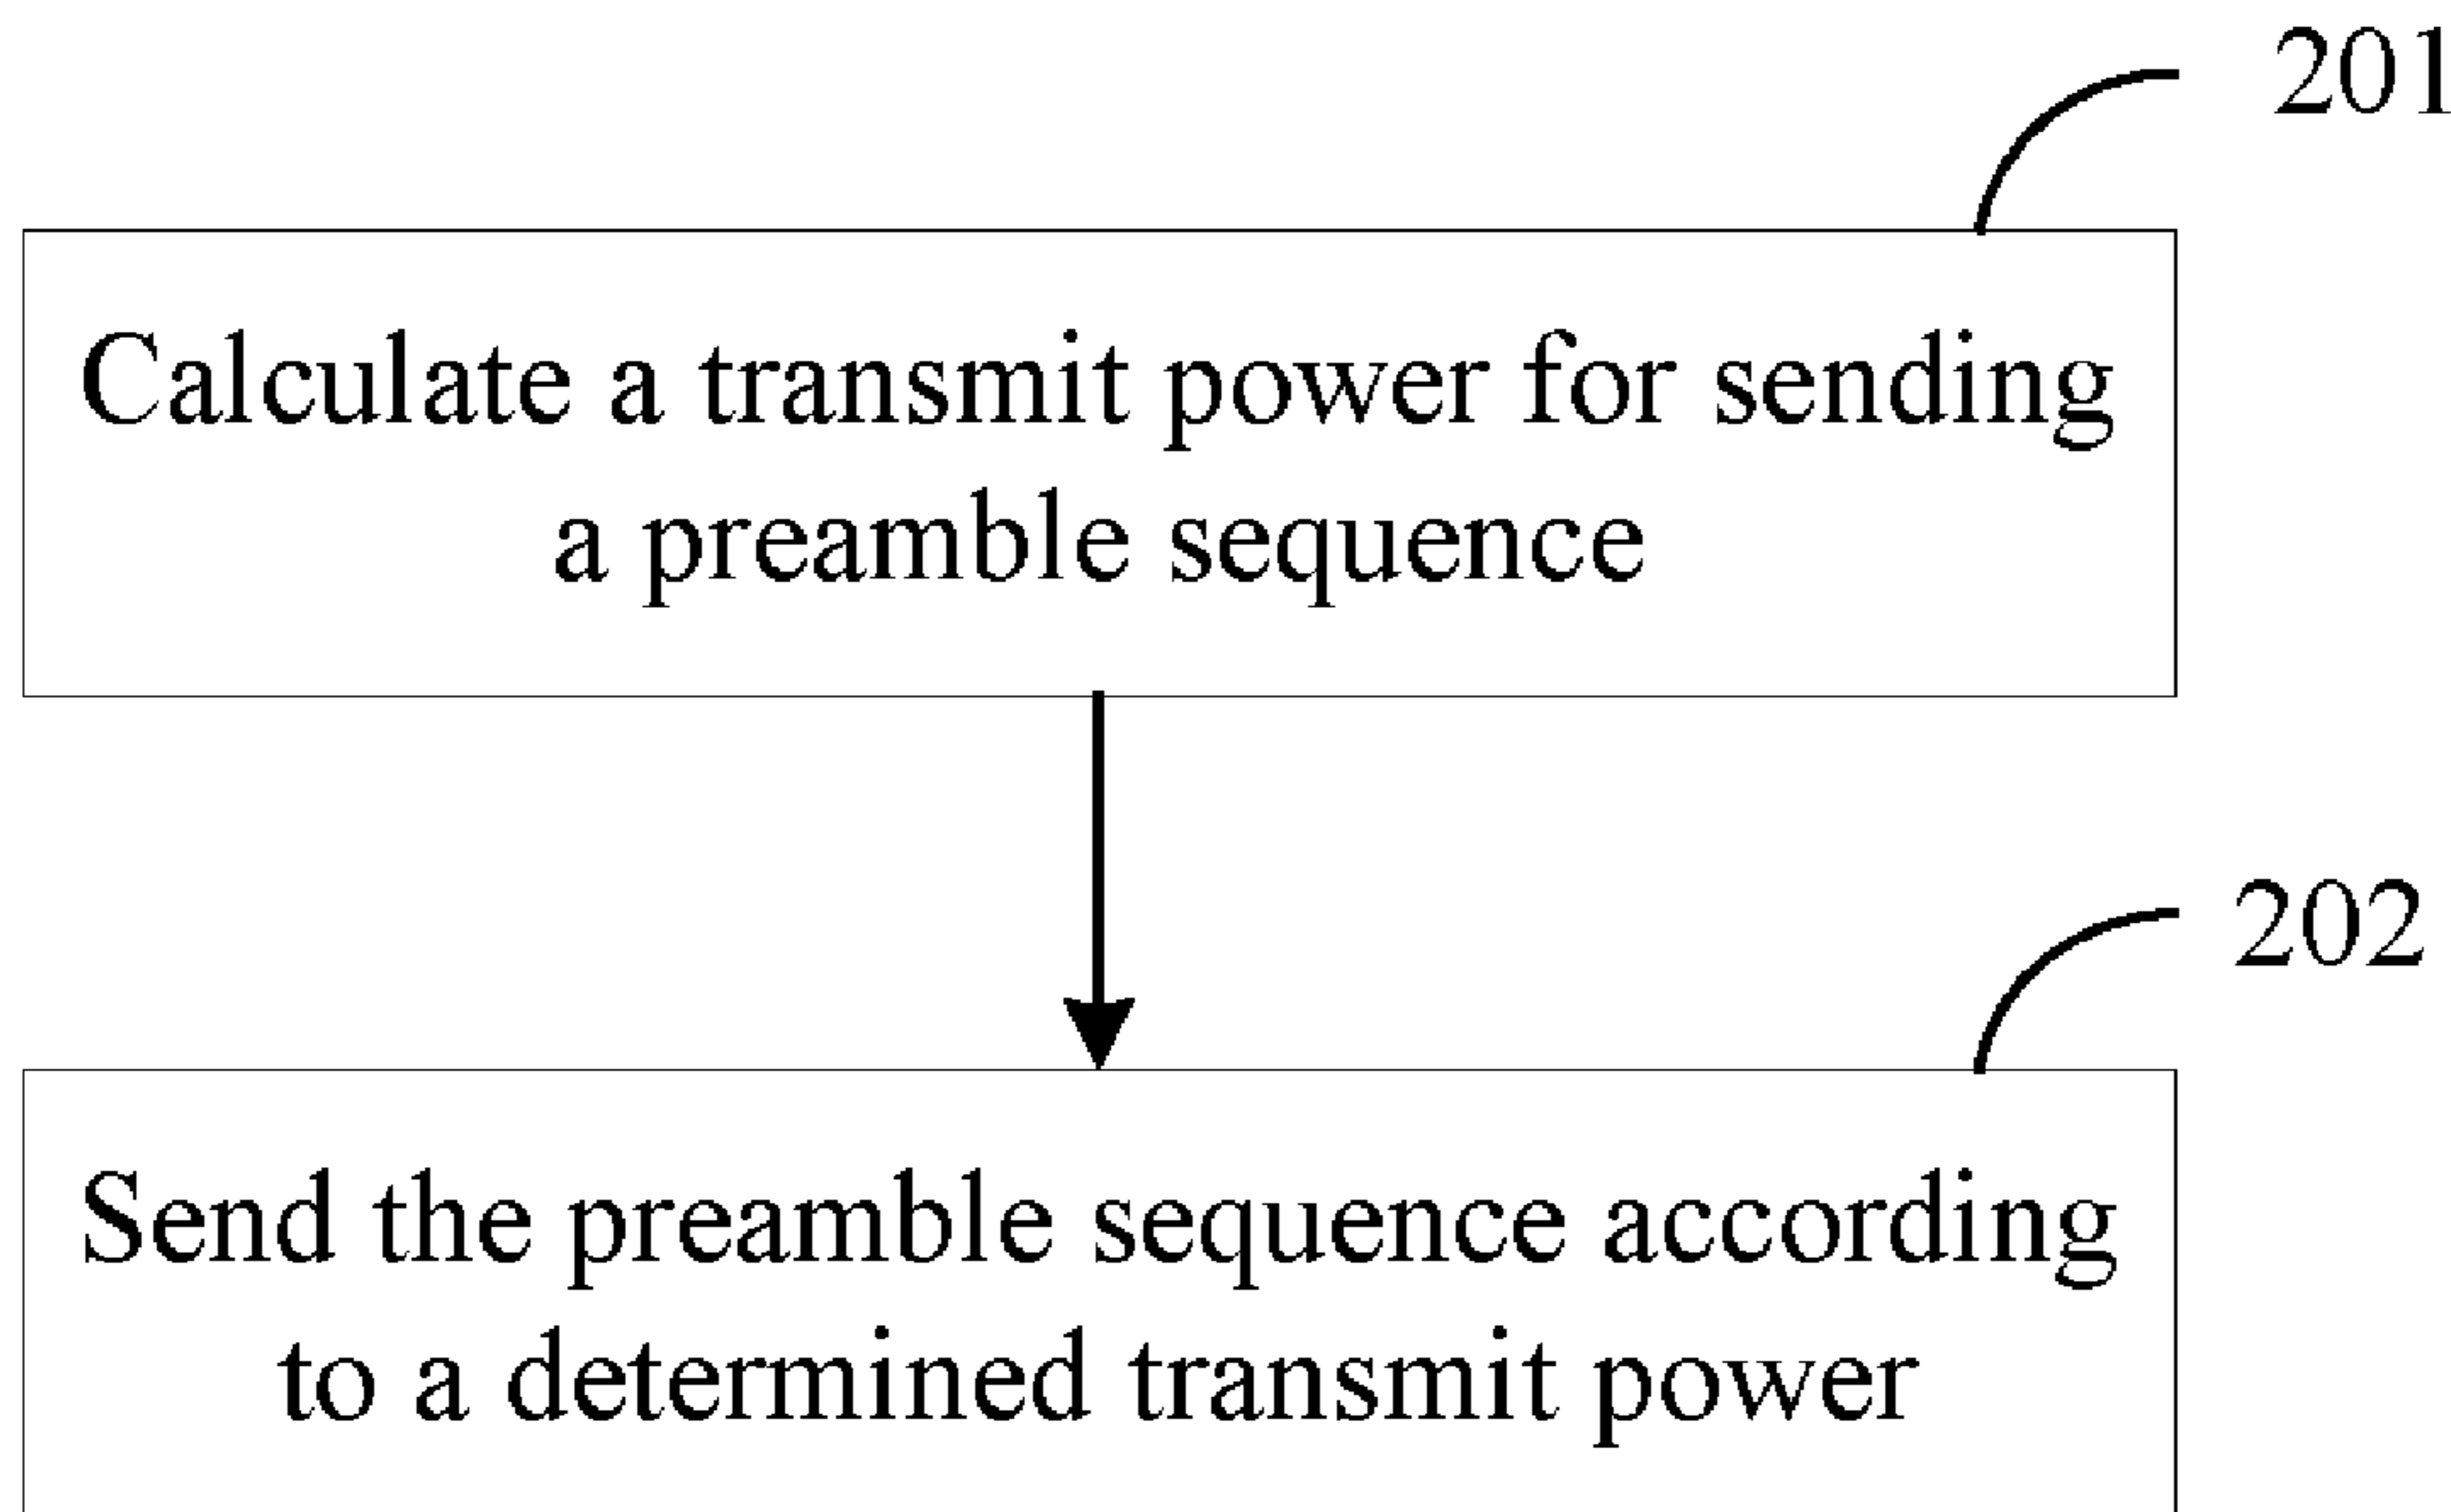 201
Calculate a transmit power for sending
a preamble sequence
202
Send the preamble sequence according
to a determined transmit power